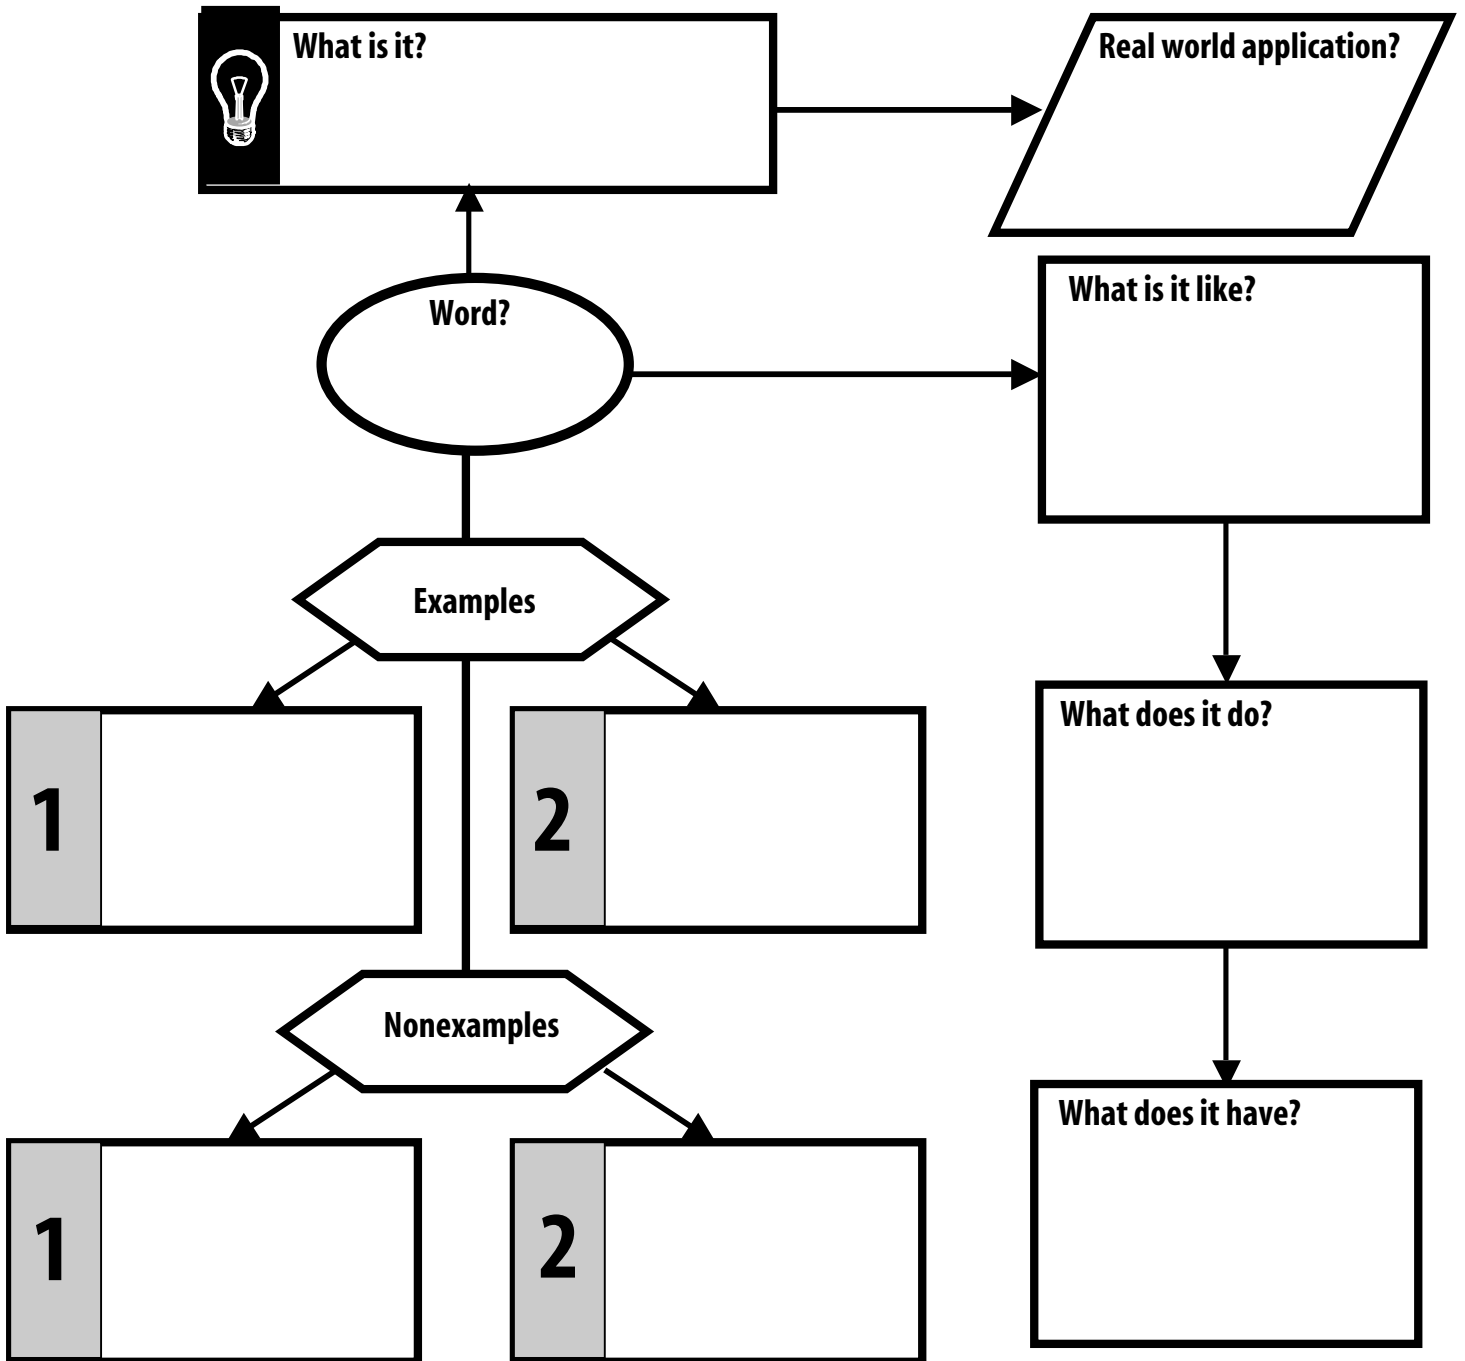 What is it?
Real world application?
Word?
What is it like?
Examples
1
2
What does it do?
Nonexamples
1
2
What does it have?